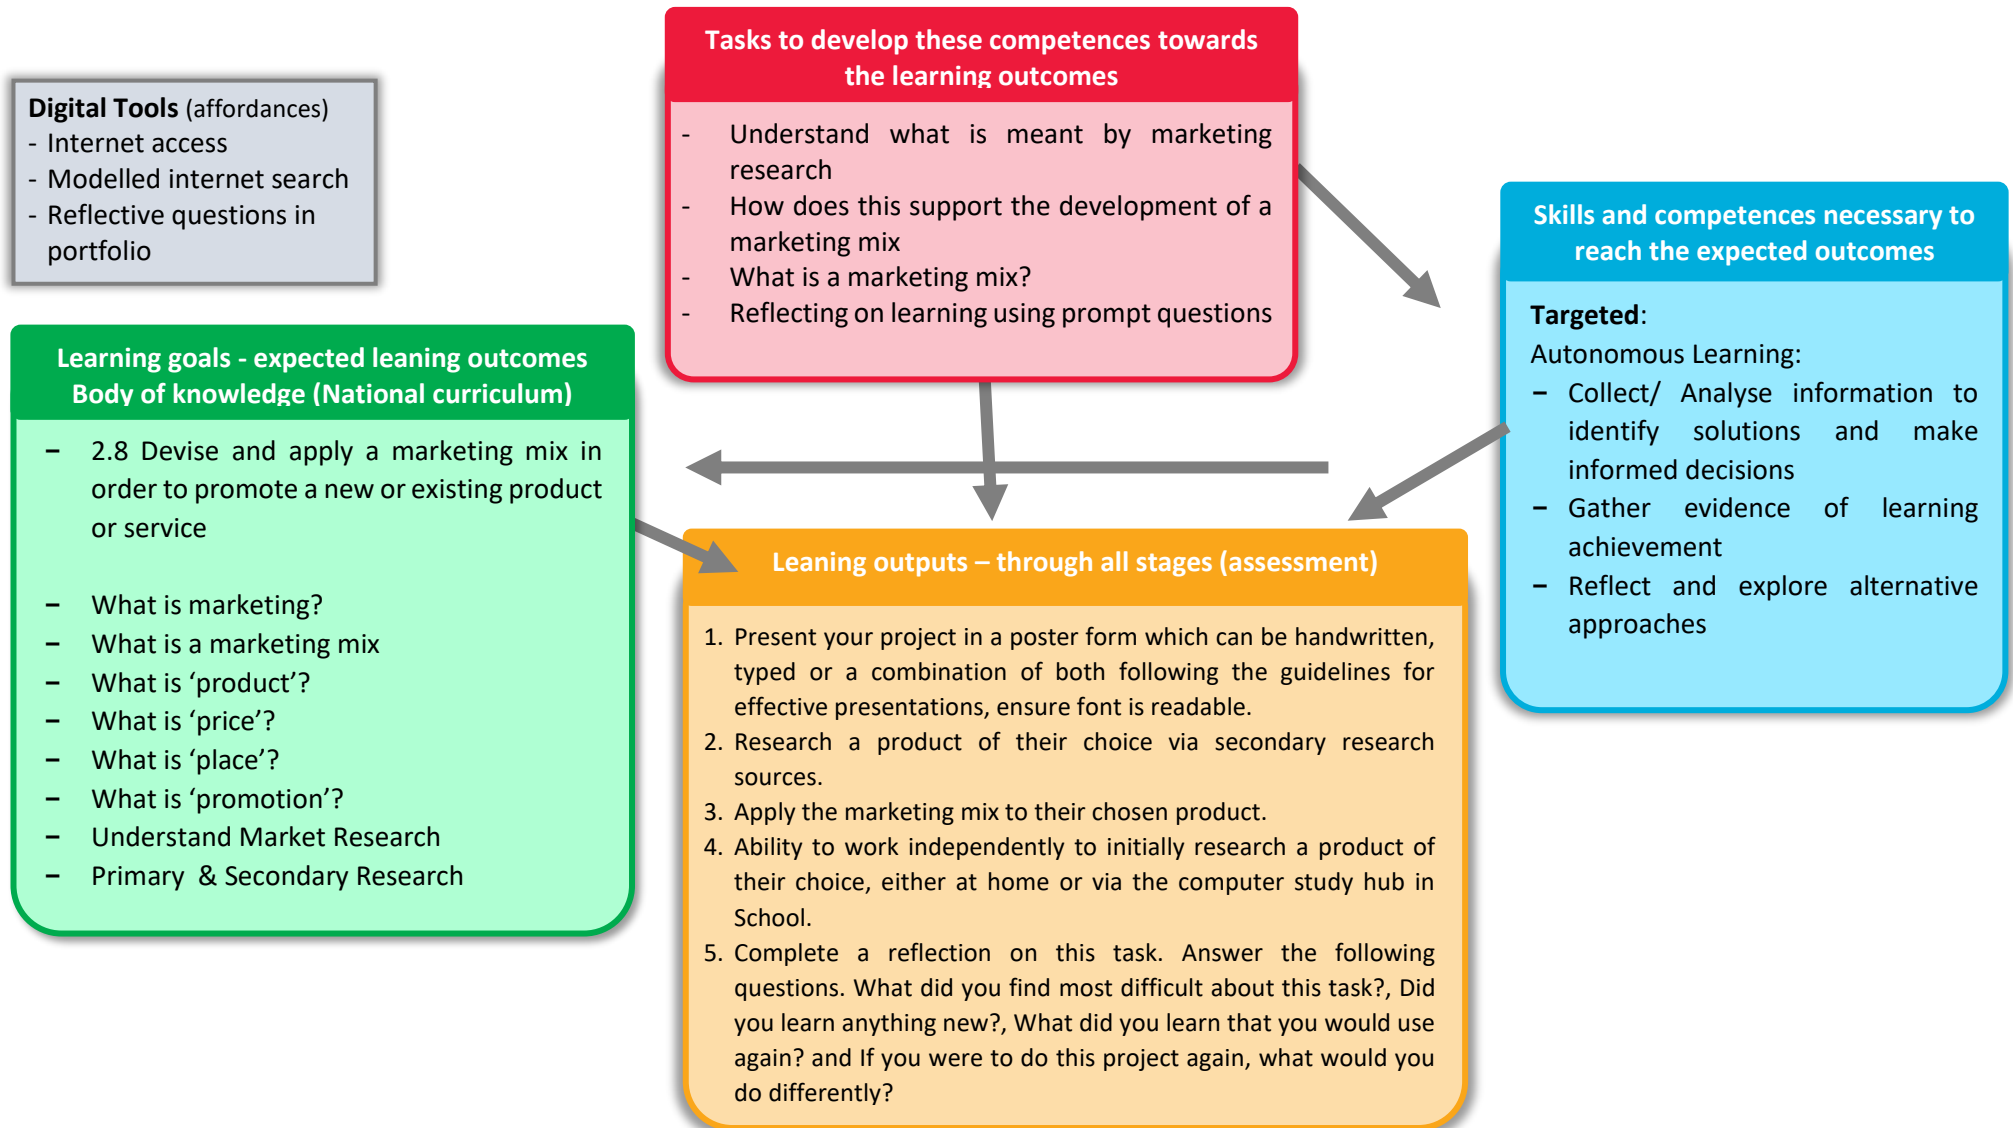 Tasks to develop these competences towards
the learning outcomes
- Understand what is meant by marketing
research
- How does this support the development of a
marketing mix
- What is a marketing mix?
- Reflecting on learning using prompt questions
Digital Tools (affordances)
- Internet access
- Modelled internet search
- Reflective questions in
portfolio
Skills and competences necessary to
reach the expected outcomes
Targeted:
Autonomous Learning:
– Collect/ Analyse information to
identify solutions and make
informed decisions
– Gather evidence of learning
achievement
– Reflect and explore alternative
approaches
Learning goals - expected leaning outcomes
Body of knowledge (National curriculum)
– 2.8 Devise and apply a marketing mix in
order to promote a new or existing product
or service
– What is marketing?
– What is a marketing mix
– What is ‘product’?
– What is ‘price’?
– What is ‘place’?
– What is ‘promotion’?
– Understand Market Research
– Primary & Secondary Research
Leaning outputs – through all stages (assessment)
1. Present your project in a poster form which can be handwritten,
typed or a combination of both following the guidelines for
effective presentations, ensure font is readable.
2. Research a product of their choice via secondary research
sources.
3. Apply the marketing mix to their chosen product.
4. Ability to work independently to initially research a product of
their choice, either at home or via the computer study hub in
School.
5. Complete a reflection on this task. Answer the following
questions. What did you find most difficult about this task?, Did
you learn anything new?, What did you learn that you would use
again? and If you were to do this project again, what would you
do differently?